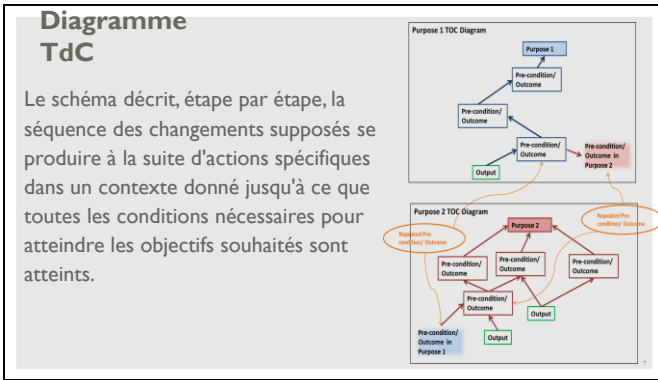 Diagramme
TdC
Le schéma décrit, étape par étape, la
séquence des changements supposés se
produire à la suite d'actions spécifiques
dans un contexte donné jusqu'à ce que
toutes les conditions nécessaires pour
atteindre les objectifs souhaités sont
atteints.
Purpose 1 TOC Diagram
Purpose 1
Pre-condition/
Outcome
Pre-condition/
Outcome
Pre-condition/
Outcome
Pre-condition/
Outcome in
Purpose 2
Output
Purpose 2 TOC Diagram
Repeated Pre-
condition/ Outcome
Repeated Pre-
condition/ Outcome
Purpose 2
Pre-condition/
Outcome
Pre-condition/
Outcome
Pre-condition/
Outcome
Pre-condition/
Outcome
Output
Pre-condition/
Outcome in
Purpose 1
Output
7